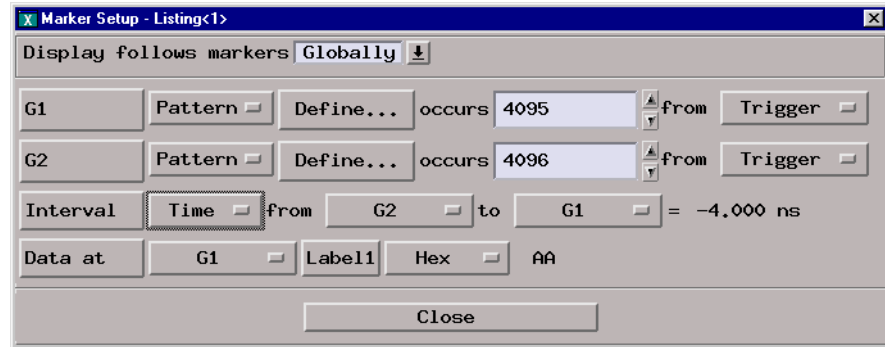 Marker Setup - Listing<1>
Display follows markers Globally
G1 Pattern Define... occurs 4095 from Trigger
G2 Pattern Define... occurs 4096 from Trigger
Interval Time from G2 to G1 = -4.000 ns
Data at G1 Label1 Hex AA
Close